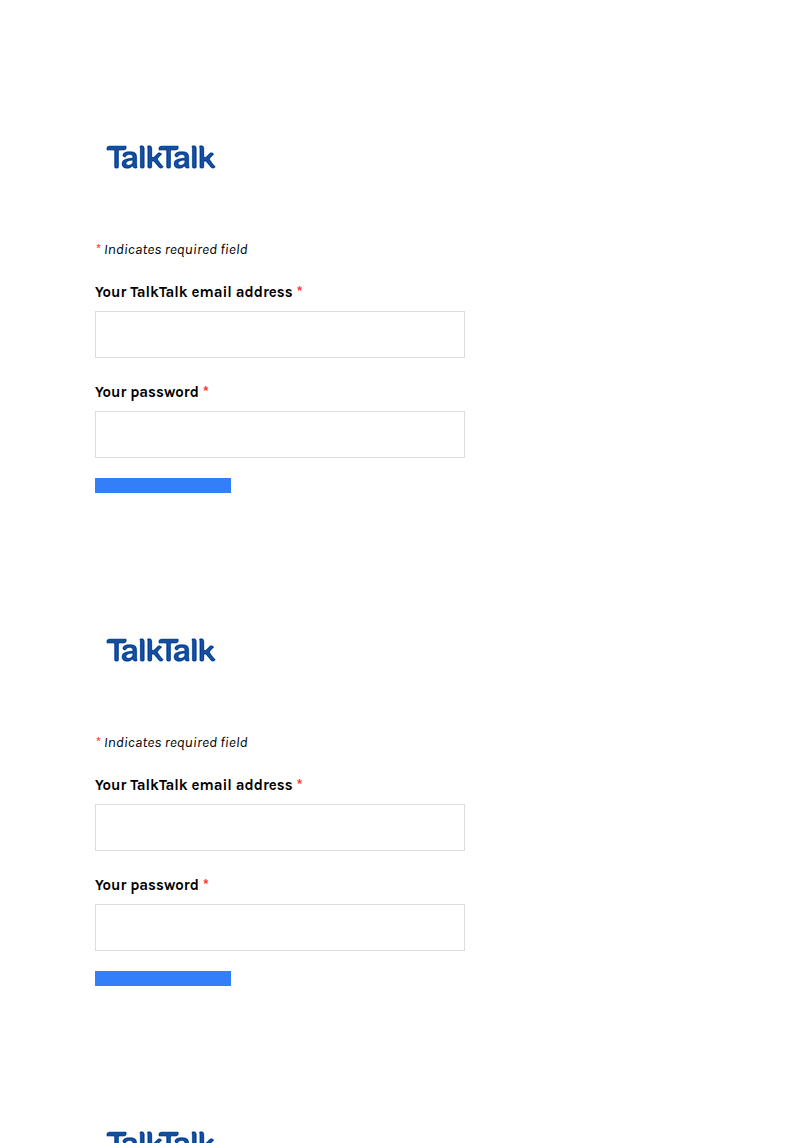 TalkTalk
* Indicates required field
Your TalkTalk email address *
Your password *
TalkTalk
* Indicates required field
Your TalkTalk email address *
Your password *
TalkTalk